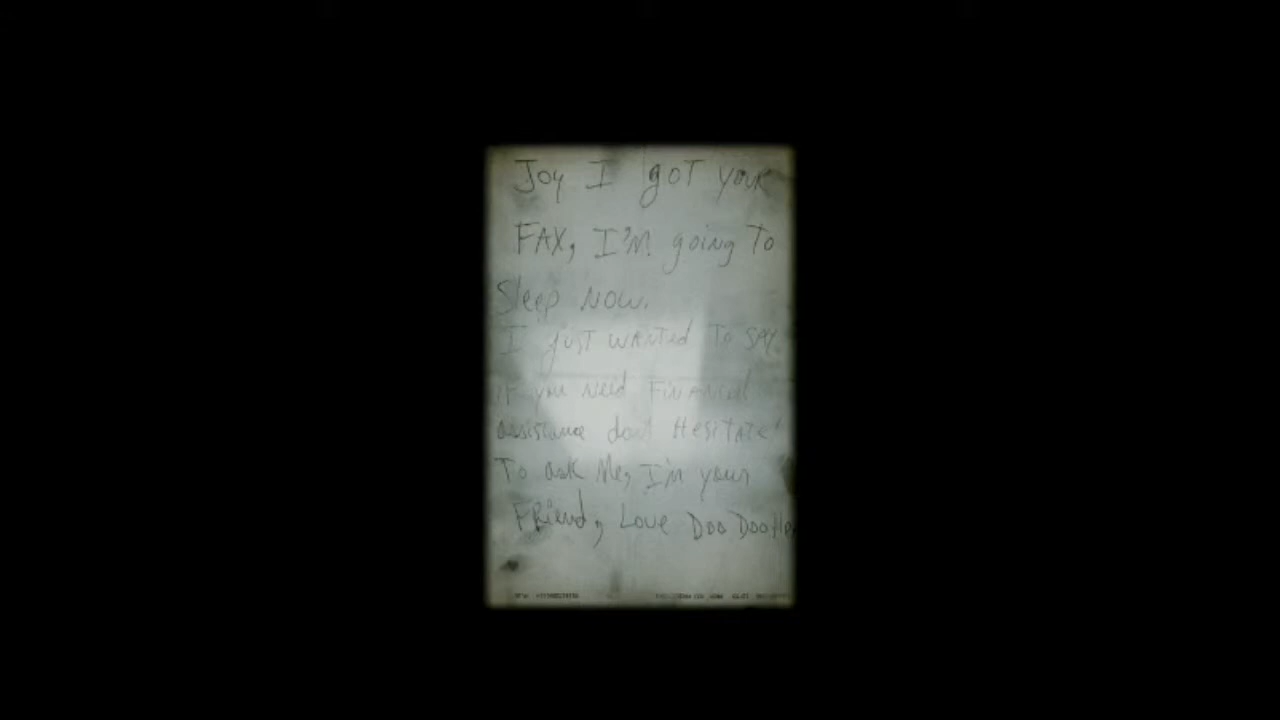 Joy I got your
FAX, I'M going to
Sleep NOW.
I just wanted To SAY
if you Need FiNANcial
assistance don't HesitAte
To ask Me, I'm your
FRiend, Love Doo Doo